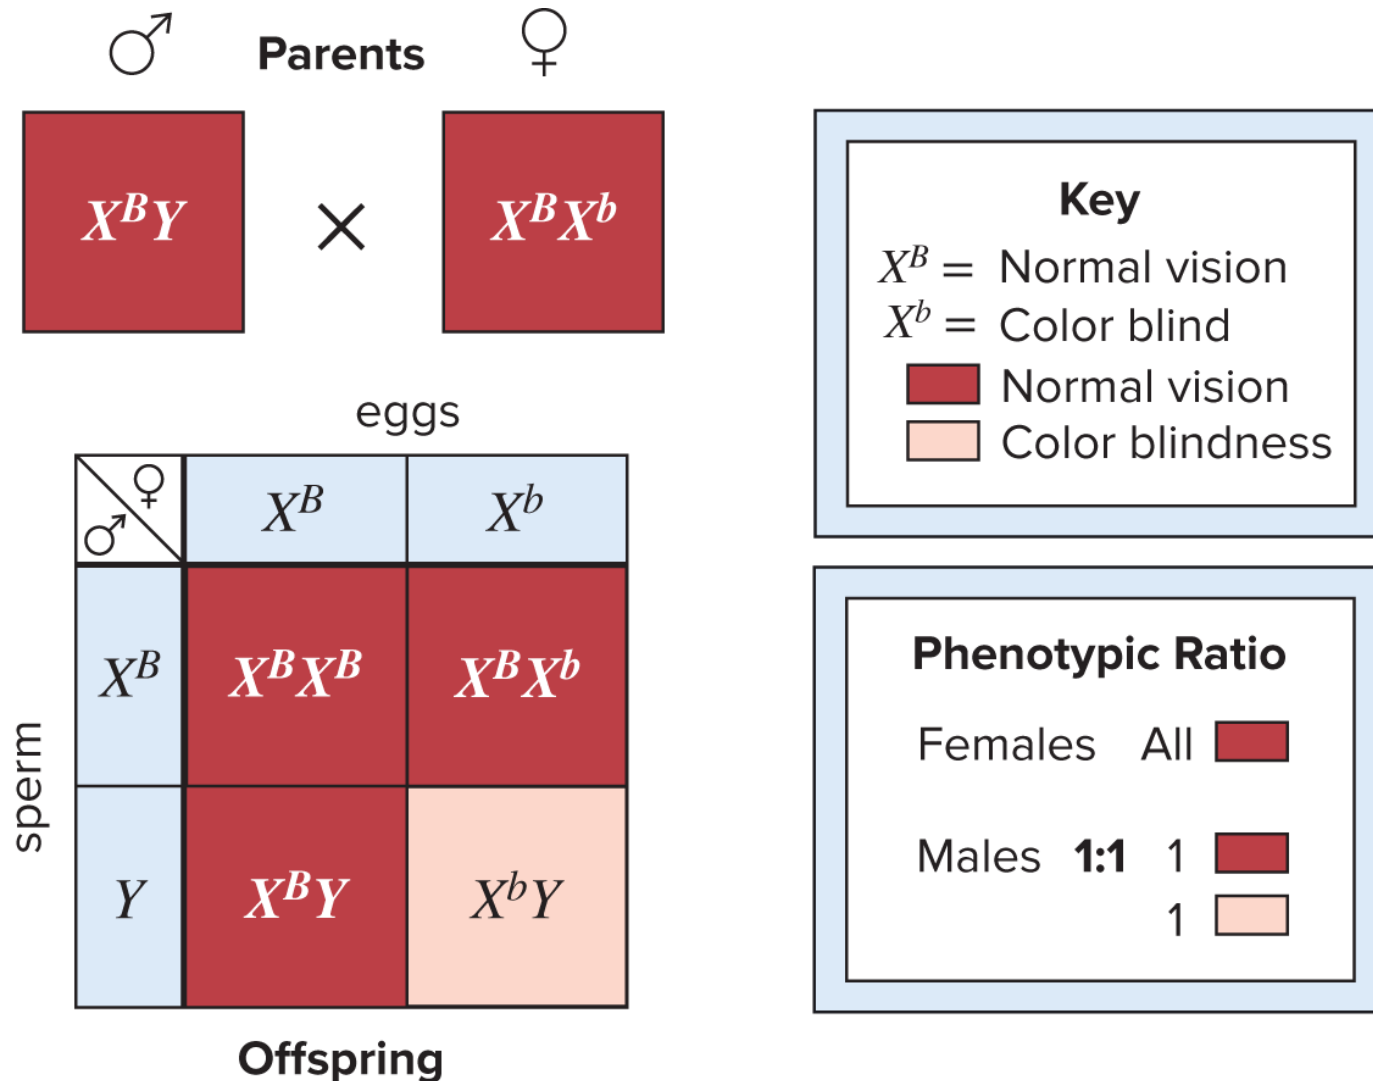 ♂ Parents ♀
XᴮY × XᴮXᵇ
eggs
♀
♂
Xᴮ Xᵇ
sperm
Xᴮ XᴮXᴮ XᴮXᵇ
Y XᴮY XᵇY
Offspring
Key
Xᴮ = Normal vision
Xᵇ = Color blind
Normal vision
Color blindness
Phenotypic Ratio
Females All
Males 1:1 1
1